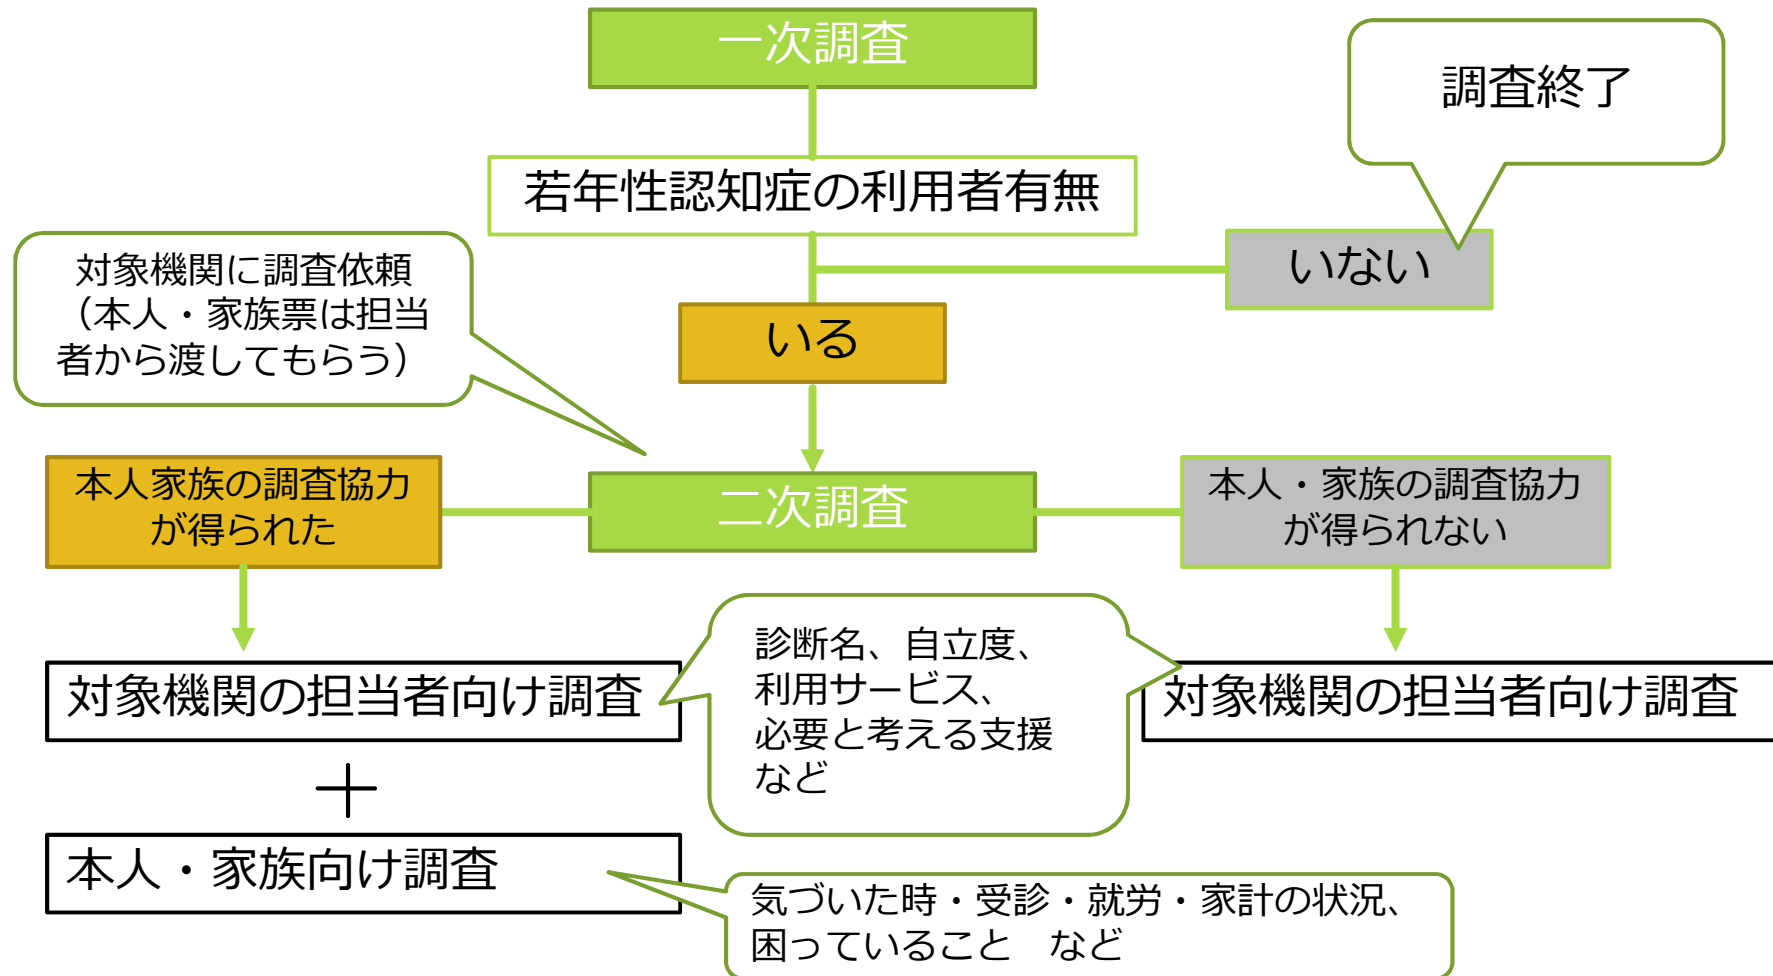 一次調査
調査終了
若年性認知症の利用者有無
いない
対象機関に調査依頼
（本人・家族票は担当
者から渡してもらう）
いる
本人家族の調査協力
が得られた
二次調査
本人・家族の調査協力
が得られない
対象機関の担当者向け調査
診断名、自立度、
利用サービス、
必要と考える支援
など
対象機関の担当者向け調査
＋
本人・家族向け調査
気づいた時・受診・就労・家計の状況、
困っていること　など